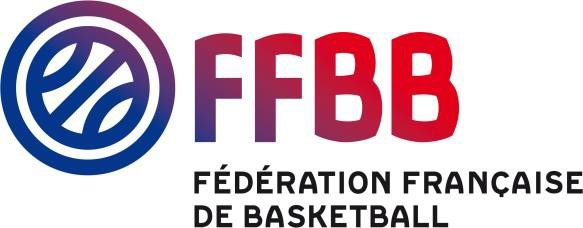 FFBB
FÉDÉRATION FRANÇAISE
DE BASKETBALL